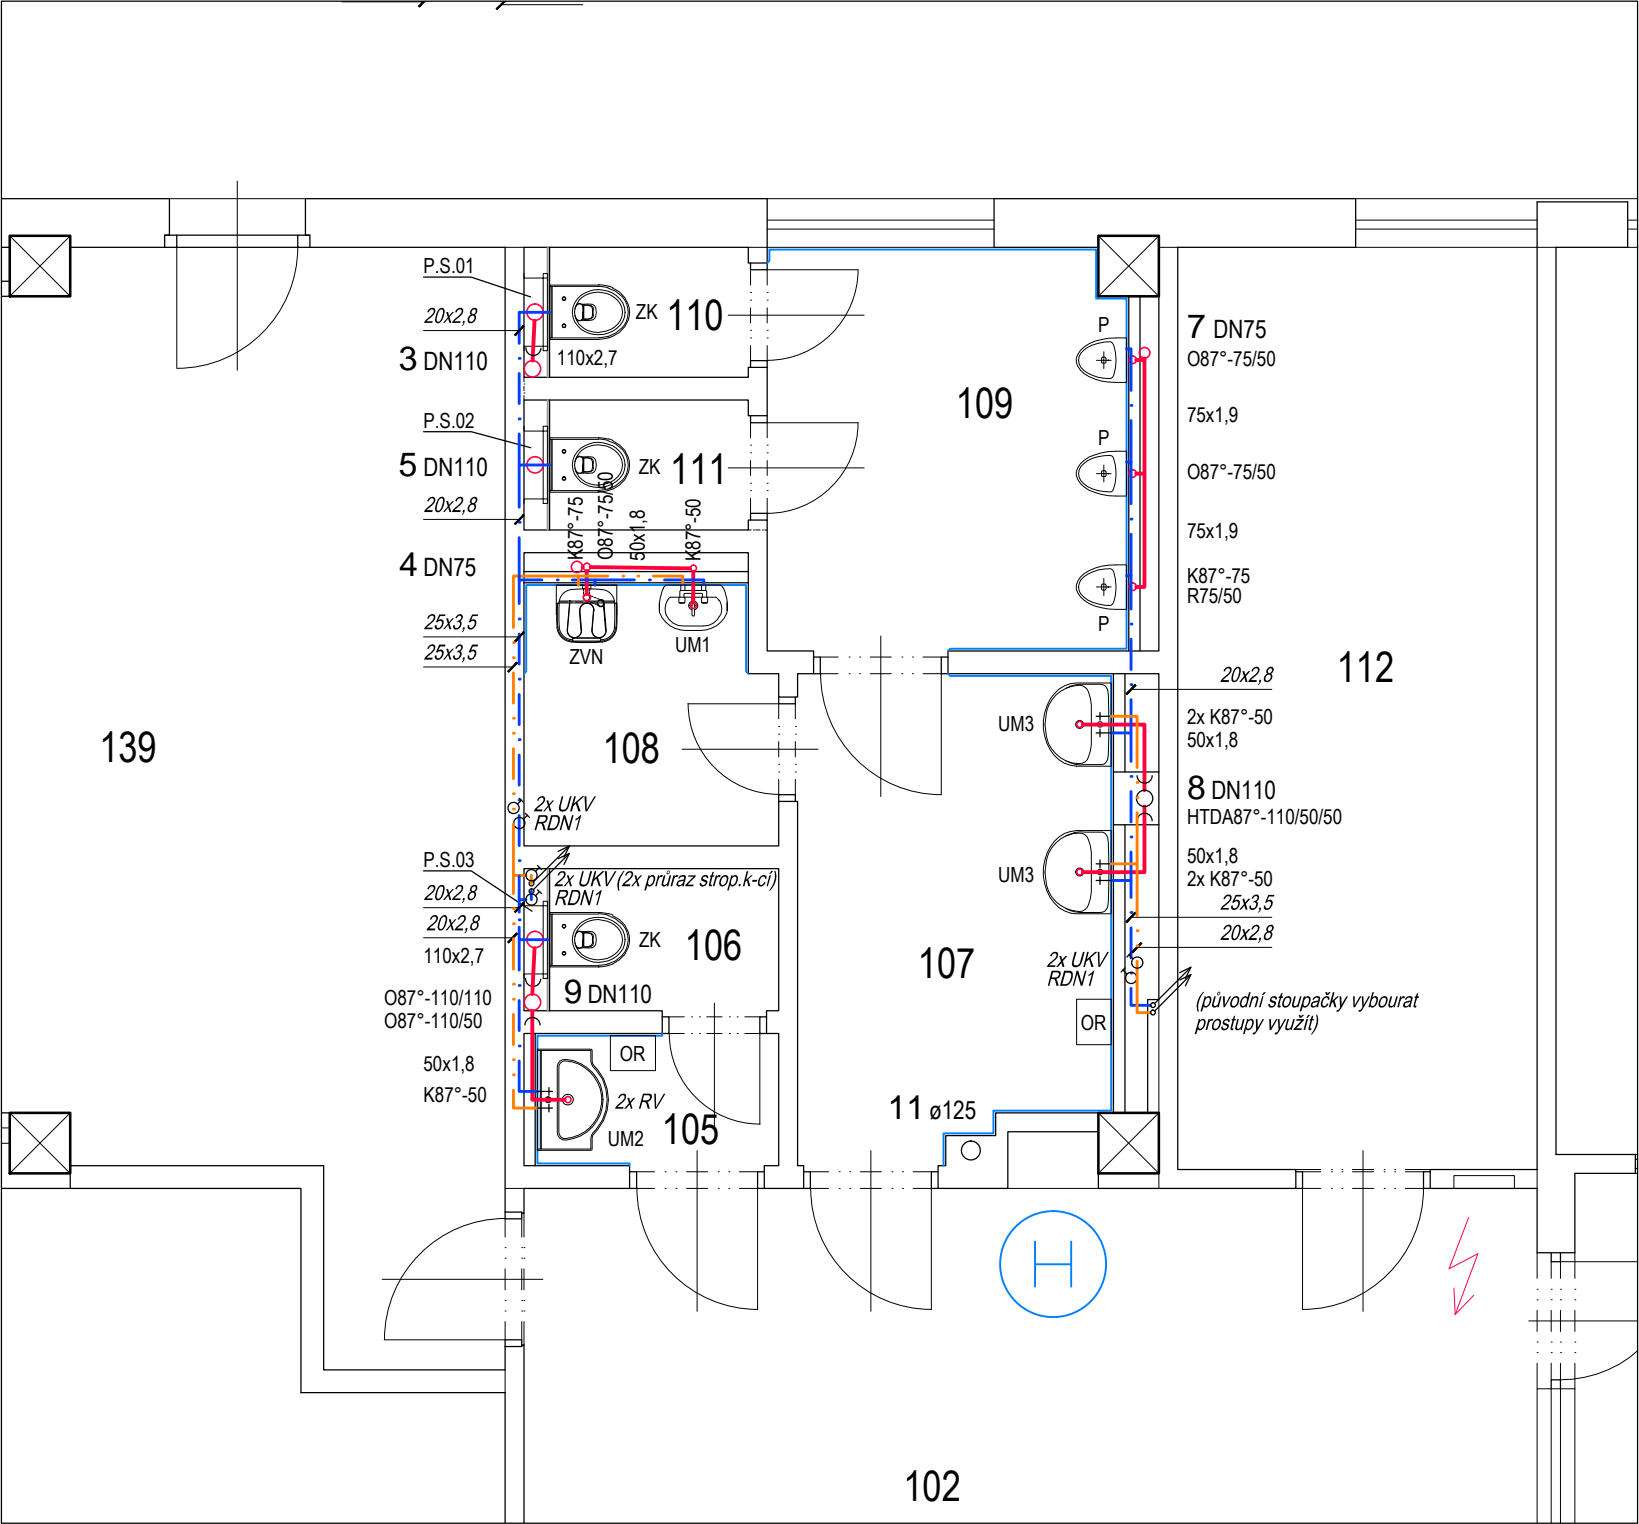 P.S.01
20x2,8
3 DN110
ZK
110
110x2,7
P.S.02
5 DN110
20x2,8
ZK
111
4 DN75
K87°-75
O87°-75/50
50x1,8
K87°-50
25x3,5
25x3,5
ZVN
UM1
139
108
2x UKV
RDN1
P.S.03
20x2,8
20x2,8
110x2,7
2x UKV (2x průraz strop.k-cí)
RDN1
ZK
106
9 DN110
O87°-110/110
O87°-110/50
50x1,8
K87°-50
OR
2x RV
UM2
105
109
P
P
P
7 DN75
O87°-75/50
75x1,9
O87°-75/50
75x1,9
K87°-75
R75/50
112
20x2,8
UM3
2x K87°-50
50x1,8
8 DN110
HTDA87°-110/50/50
UM3
50x1,8
2x K87°-50
25x3,5
20x2,8
107
2x UKV
RDN1
(původní stoupačky vybourat
prostupy využít)
OR
11 ø125
H
102